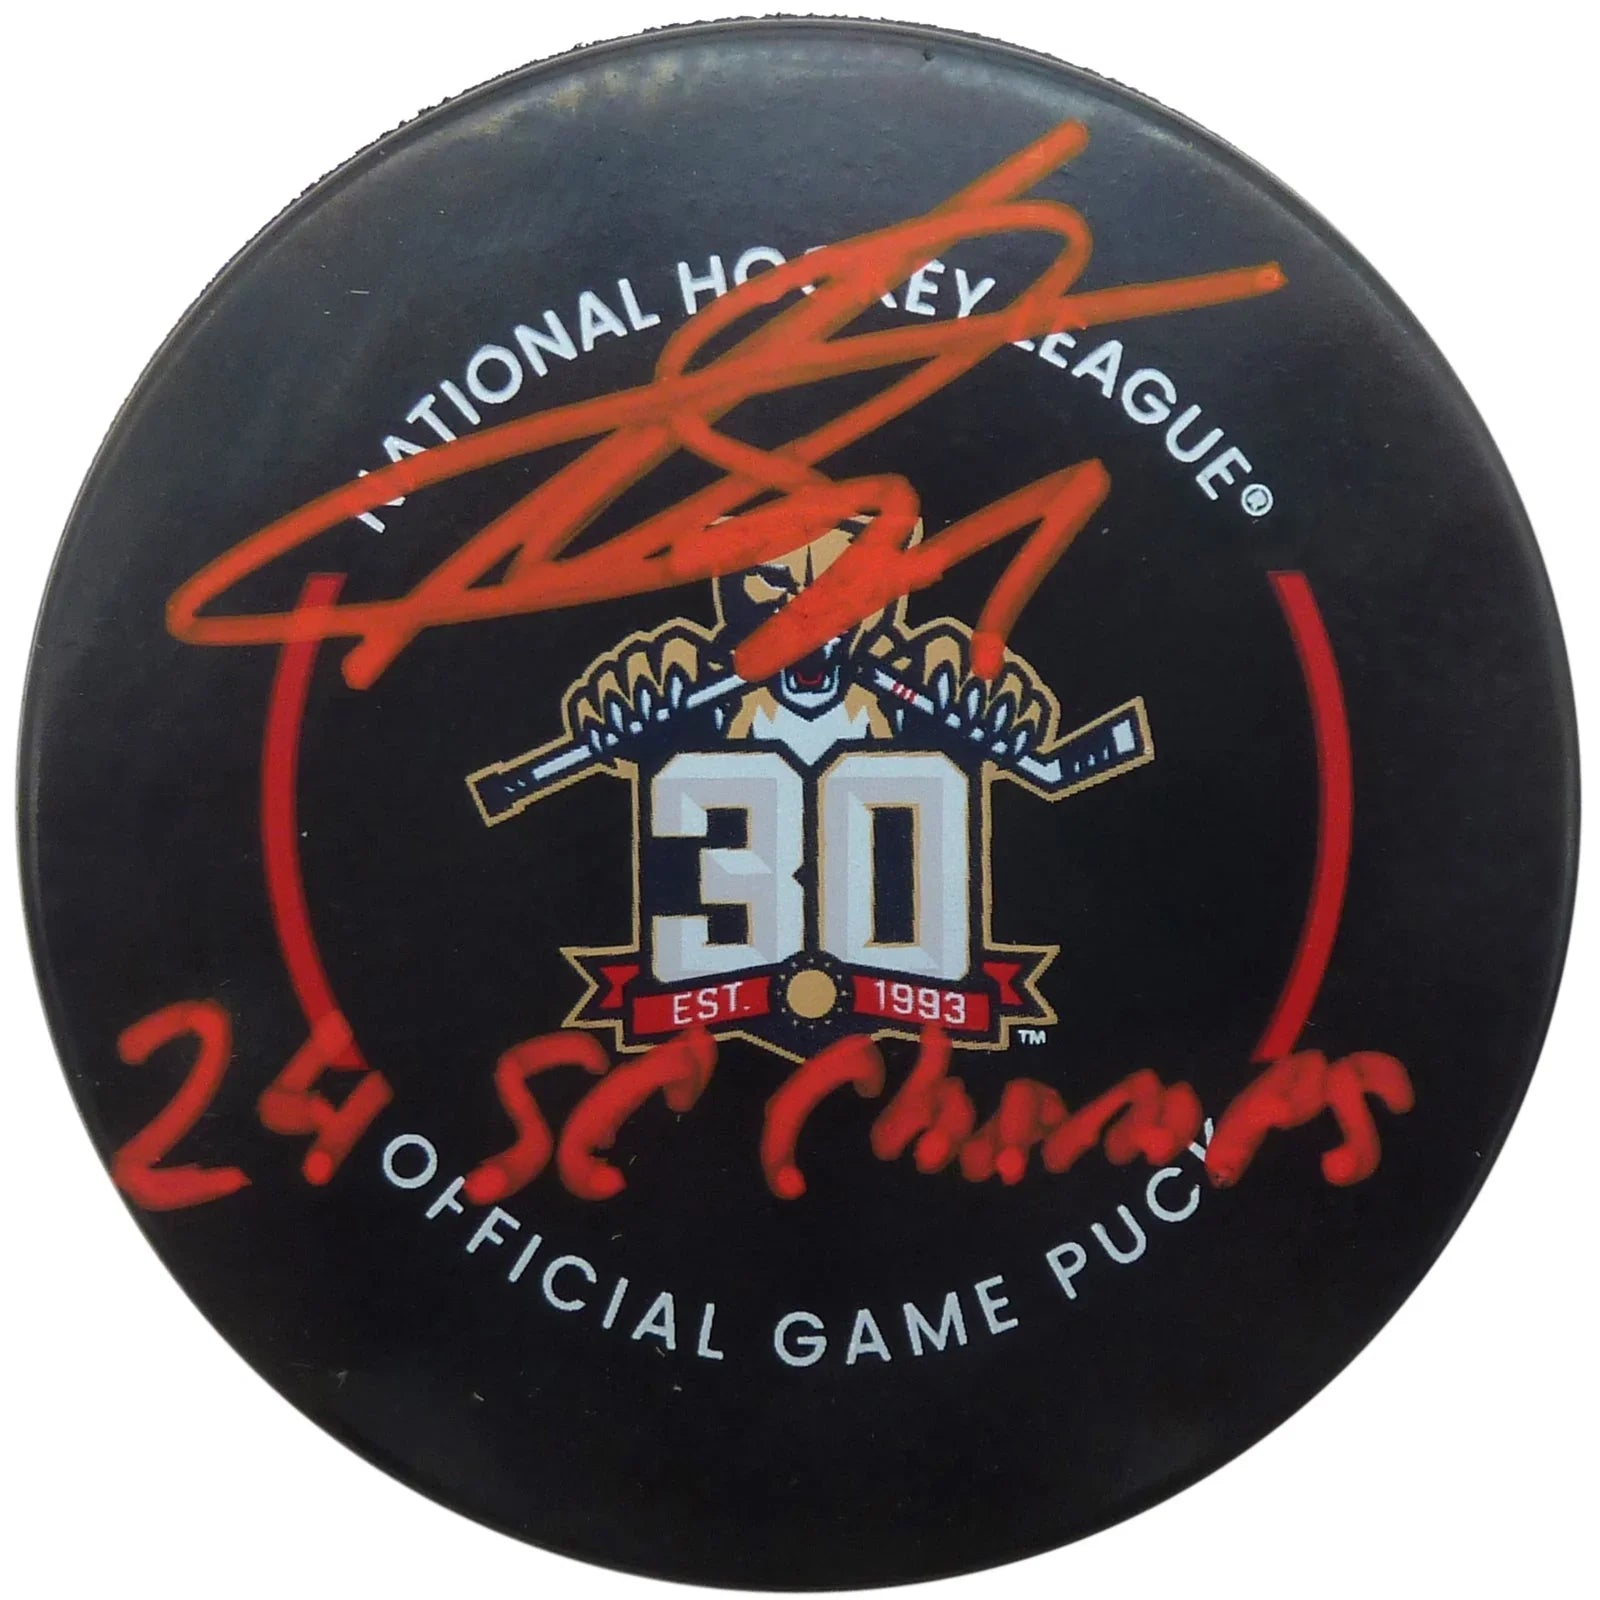 NATIONAL HOCKEY LEAGUE®
30
EST. 1993
™
24 SC Champs
OFFICIAL GAME PUCK